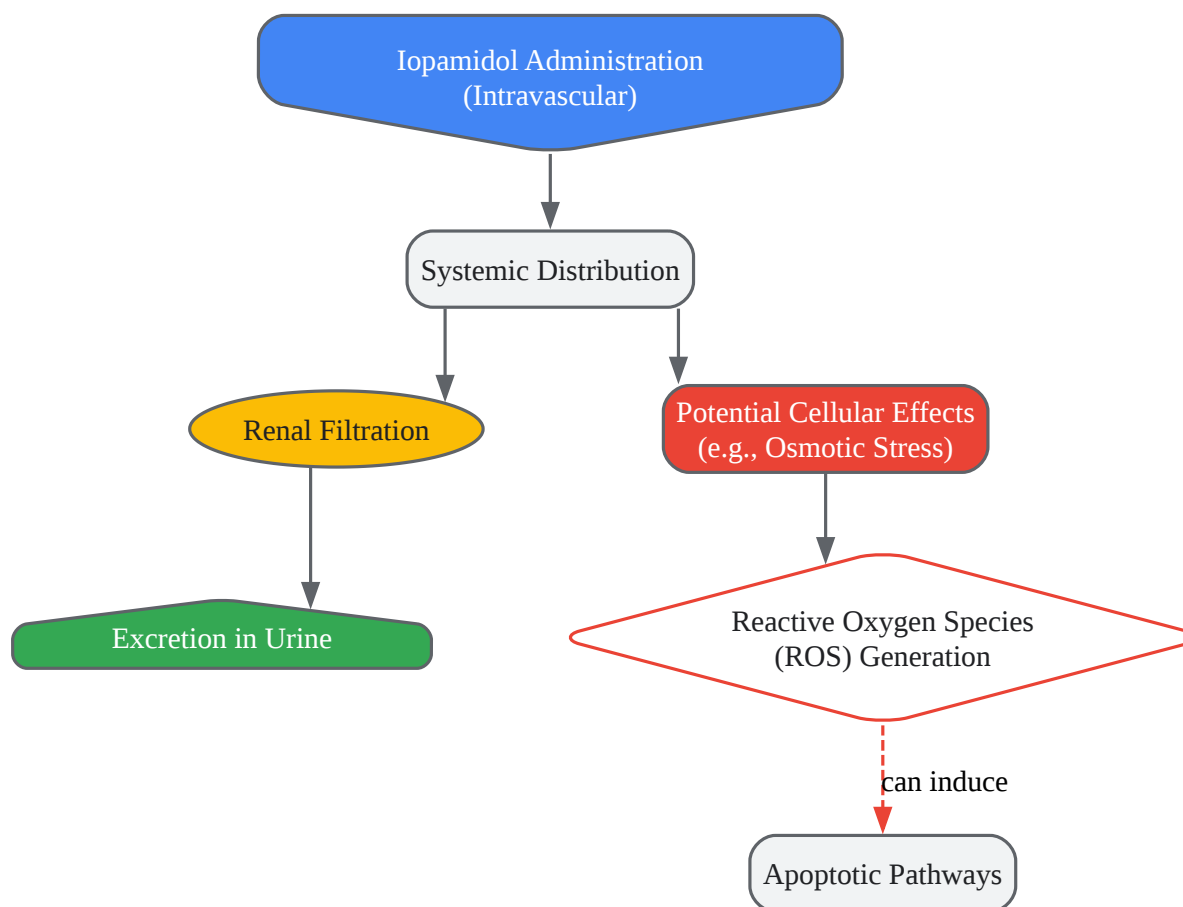 Iopamidol Administration
(Intravascular)
Systemic Distribution
Renal Filtration
Potential Cellular Effects
(e.g., Osmotic Stress)
Excretion in Urine
Reactive Oxygen Species
(ROS) Generation
can induce
Apoptotic Pathways